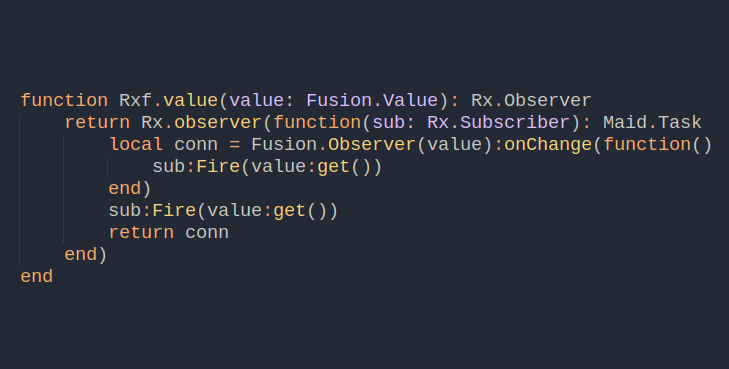 function Rxf.value(value: Fusion.Value): Rx.Observer
    return Rx.observer(function(sub: Rx.Subscriber): Maid.Task
        local conn = Fusion.Observer(value):onChange(function()
            sub:Fire(value:get())
        end)
        sub:Fire(value:get())
        return conn
    end)
end